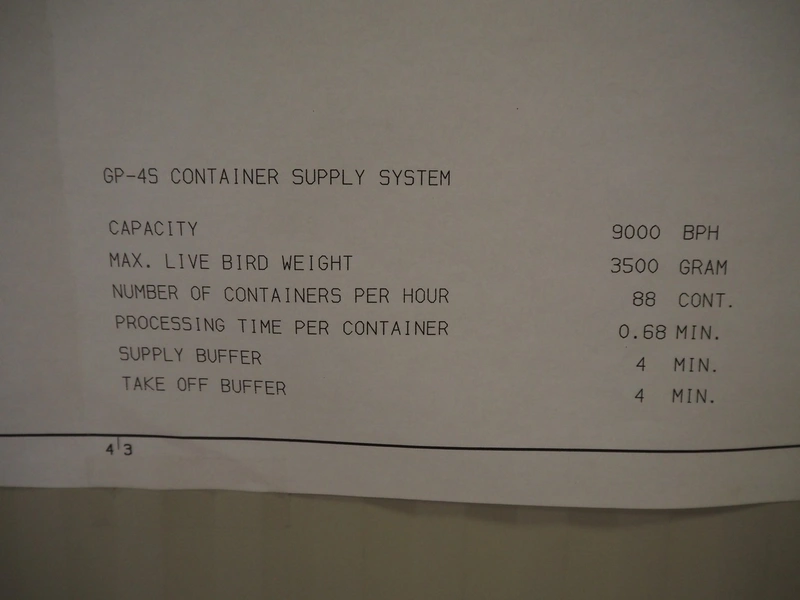 GP-4S CONTAINER SUPPLY SYSTEM
CAPACITY 9000 BPH
MAX. LIVE BIRD WEIGHT 3500 GRAM
NUMBER OF CONTAINERS PER HOUR 88 CONT.
PROCESSING TIME PER CONTAINER 0.68 MIN.
SUPPLY BUFFER 4 MIN.
TAKE OFF BUFFER 4 MIN.
4 3